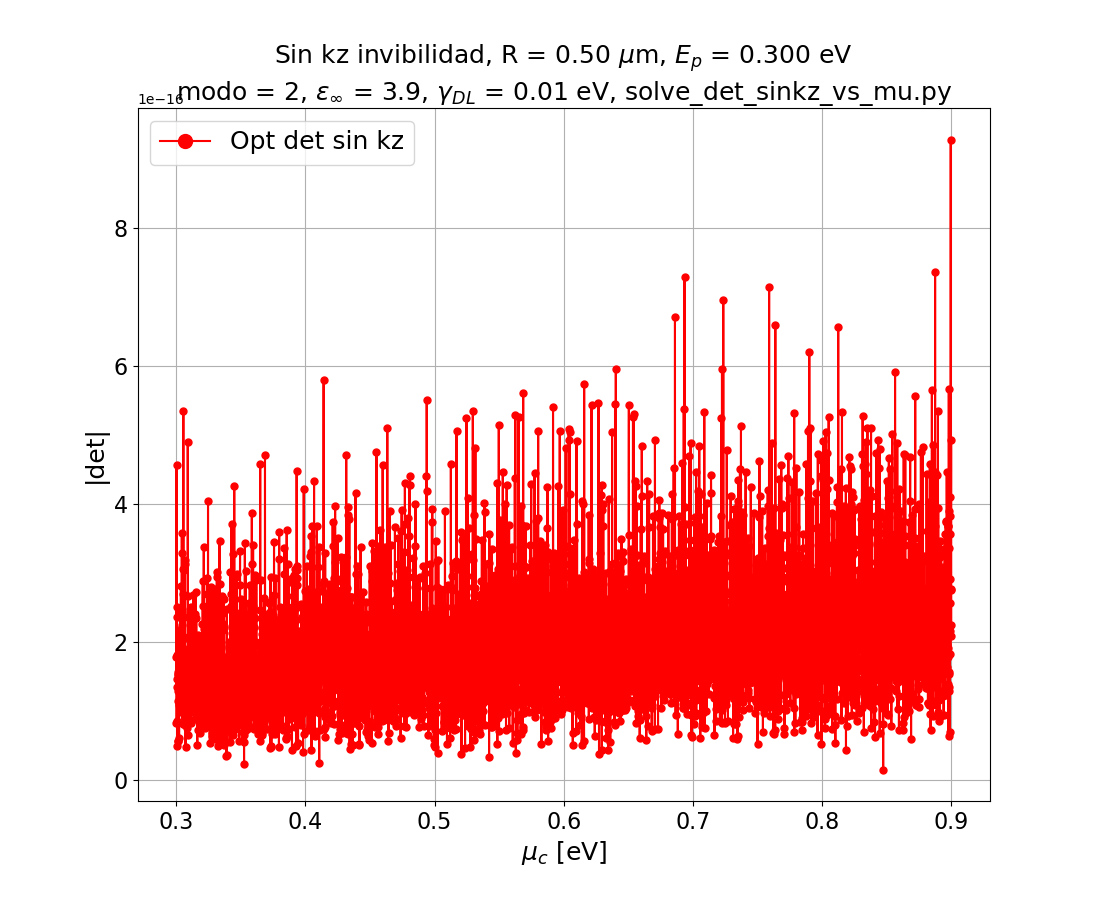 Sin kz invibilidad, R = 0.50 μm, E_p = 0.300 eV
modo = 2, ε_∞ = 3.9, γ_DL = 0.01 eV, solve_det_sinkz_vs_mu.py
1e−16
Opt det sin kz
8
6
4
2
0
|det|
0.3 0.4 0.5 0.6 0.7 0.8 0.9
μ_c [eV]